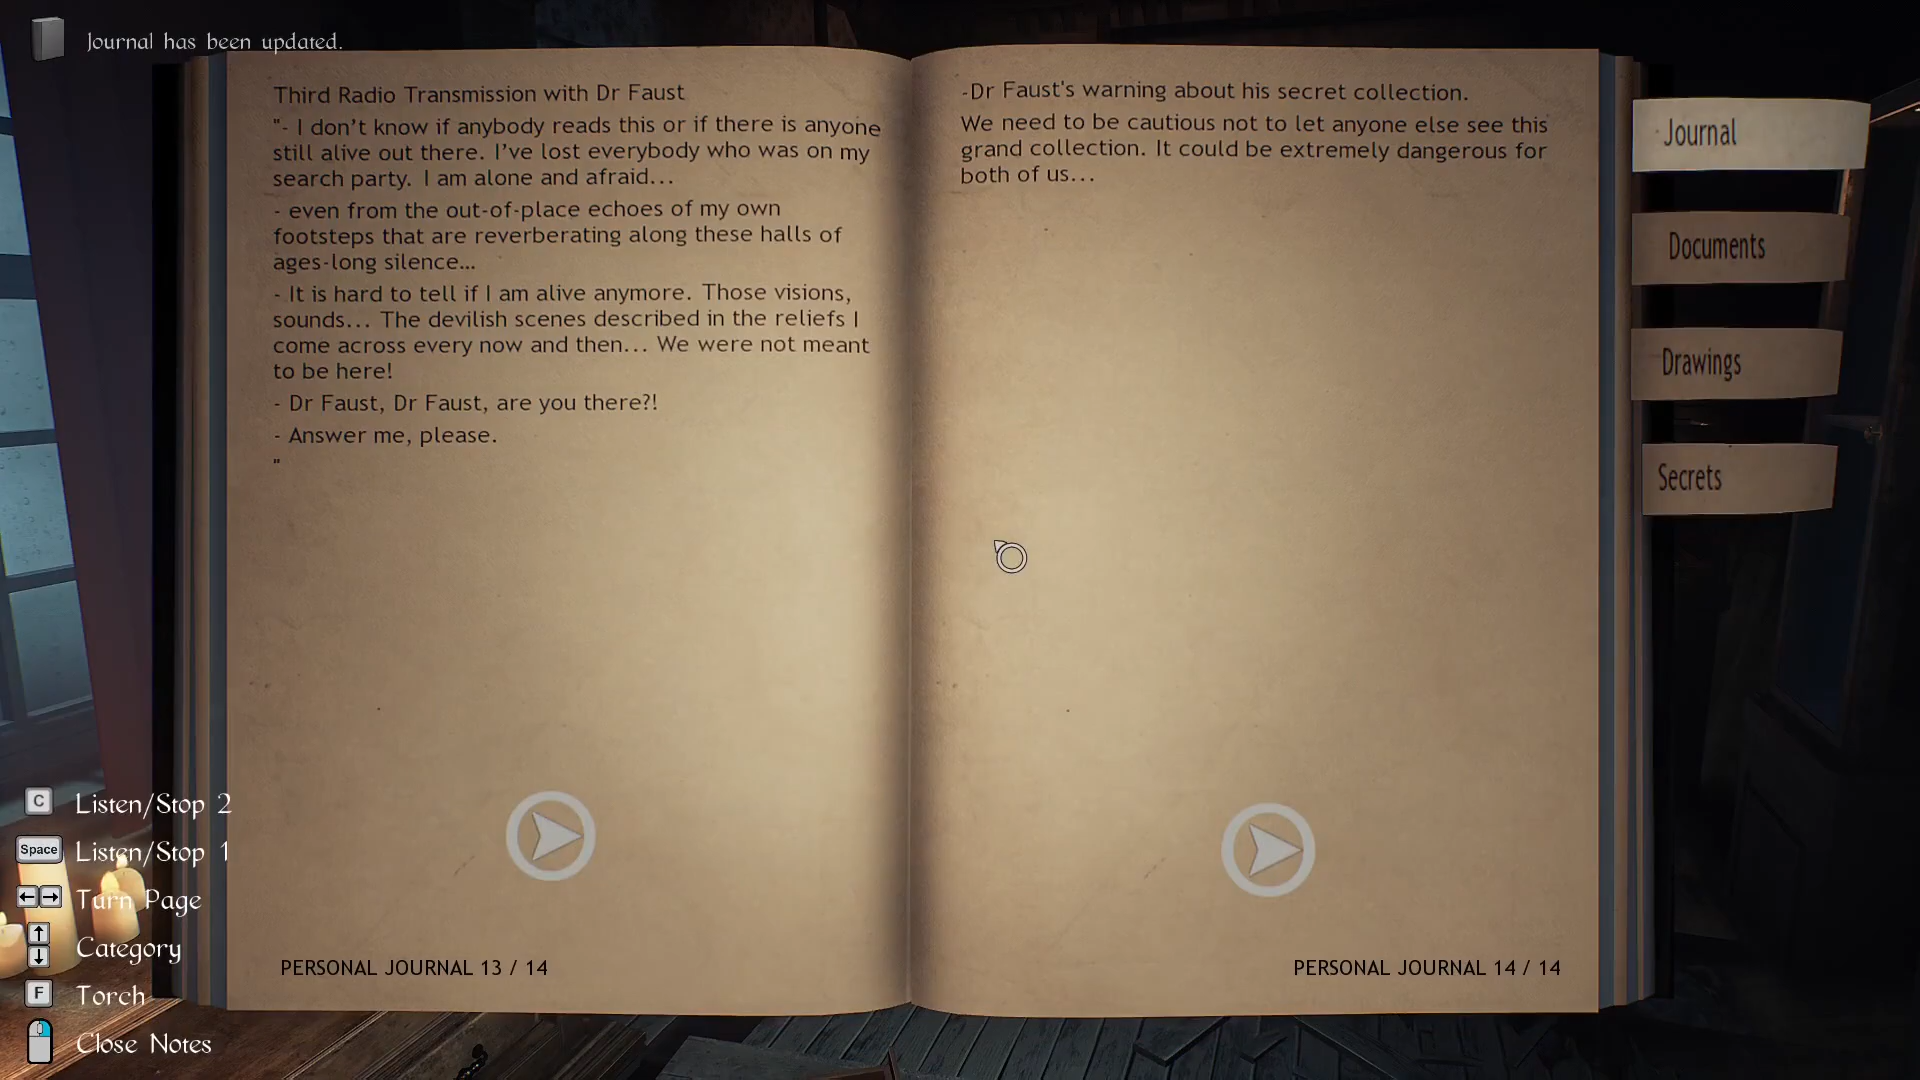 Journal has been updated.
Third Radio Transmission with Dr Faust
"- I don't know if anybody reads this or if there is anyone
still alive out there. I've lost everybody who was on my
search party. I am alone and afraid...
- even from the out-of-place echoes of my own
footsteps that are reverberating along these halls of
ages-long silence...
- It is hard to tell if I am alive anymore. Those visions,
sounds... The devilish scenes described in the reliefs I
come across every now and then... We were not meant
to be here!
- Dr Faust, Dr Faust, are you there?!
- Answer me, please.
"
PERSONAL JOURNAL 13 / 14
-Dr Faust's warning about his secret collection.
We need to be cautious not to let anyone else see this
grand collection. It could be extremely dangerous for
both of us...
PERSONAL JOURNAL 14 / 14
Journal
Documents
Drawings
Secrets
C Listen/Stop 2
Space Listen/Stop 1
←→ Turn Page
↑↓ Category
F Torch
Close Notes